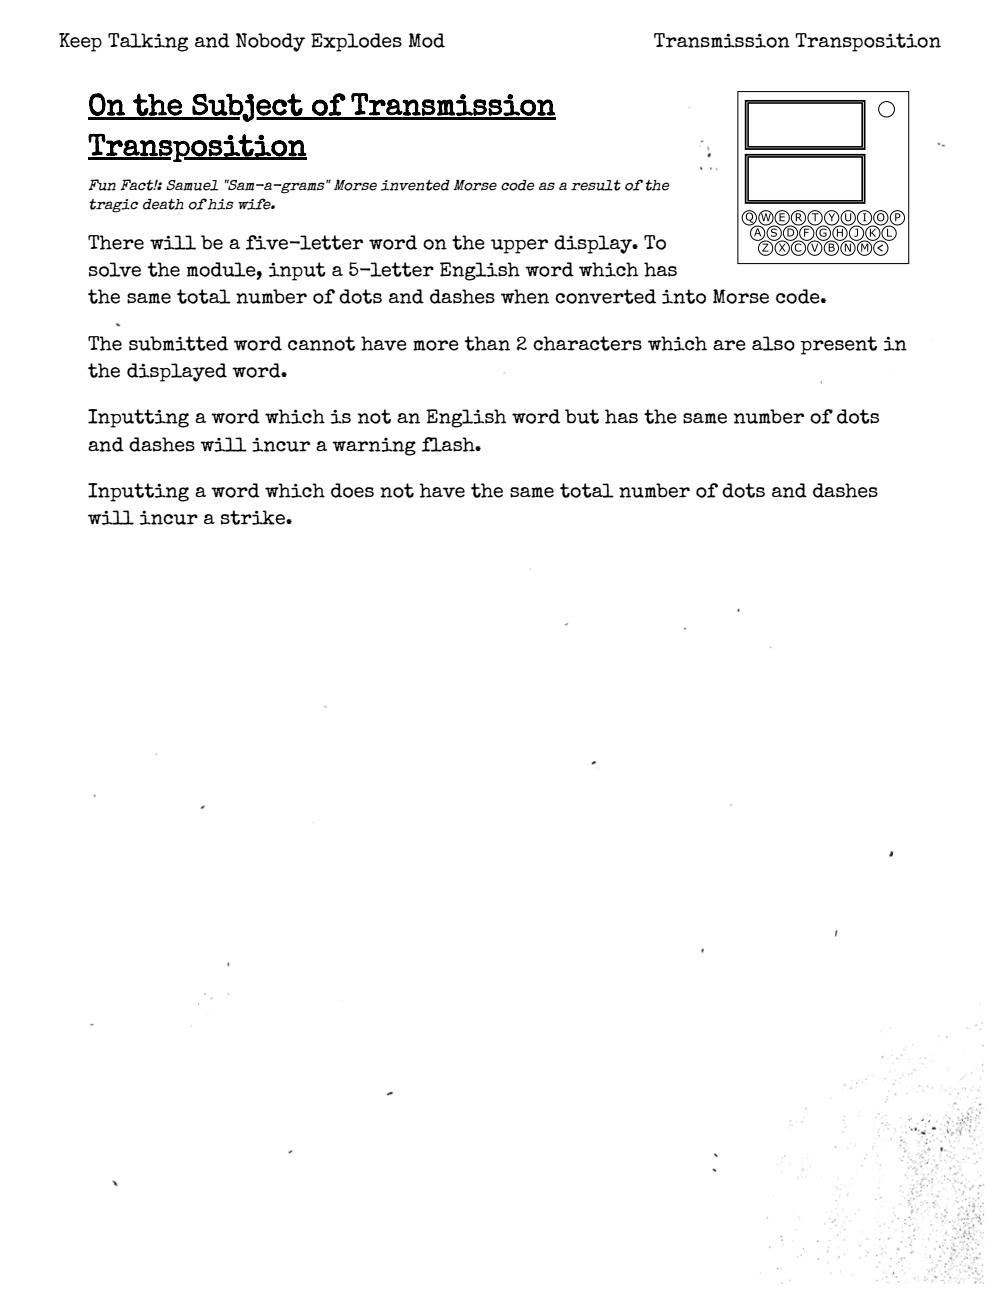 Keep Talking and Nobody Explodes Mod
Transmission Transposition
On the Subject of Transmission
Transposition
Fun Fact!: Samuel "Sam-a-grams" Morse invented Morse code as a result of the
tragic death of his wife.
There will be a five-letter word on the upper display. To
solve the module, input a 5-letter English word which has
the same total number of dots and dashes when converted into Morse code.
Q W E R T Y U I O P
A S D F G H J K L
Z X C V B N M <
The submitted word cannot have more than 2 characters which are also present in
the displayed word.
Inputting a word which is not an English word but has the same number of dots
and dashes will incur a warning flash.
Inputting a word which does not have the same total number of dots and dashes
will incur a strike.